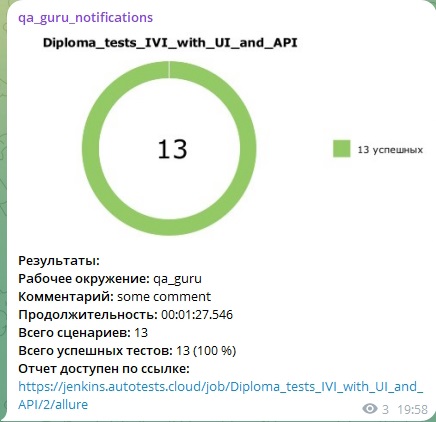 qa_guru_notifications
Diploma_tests_IVI_with_UI_and_API
13
13 успешных
Результаты:
Рабочее окружение: qa_guru
Комментарий: some comment
Продолжительность: 00:01:27.546
Всего сценариев: 13
Всего успешных тестов: 13 (100 %)
Отчет доступен по ссылке:
https://jenkins.autotests.cloud/job/Diploma_tests_IVI_with_UI_and_
API/2/allure
3 19:58